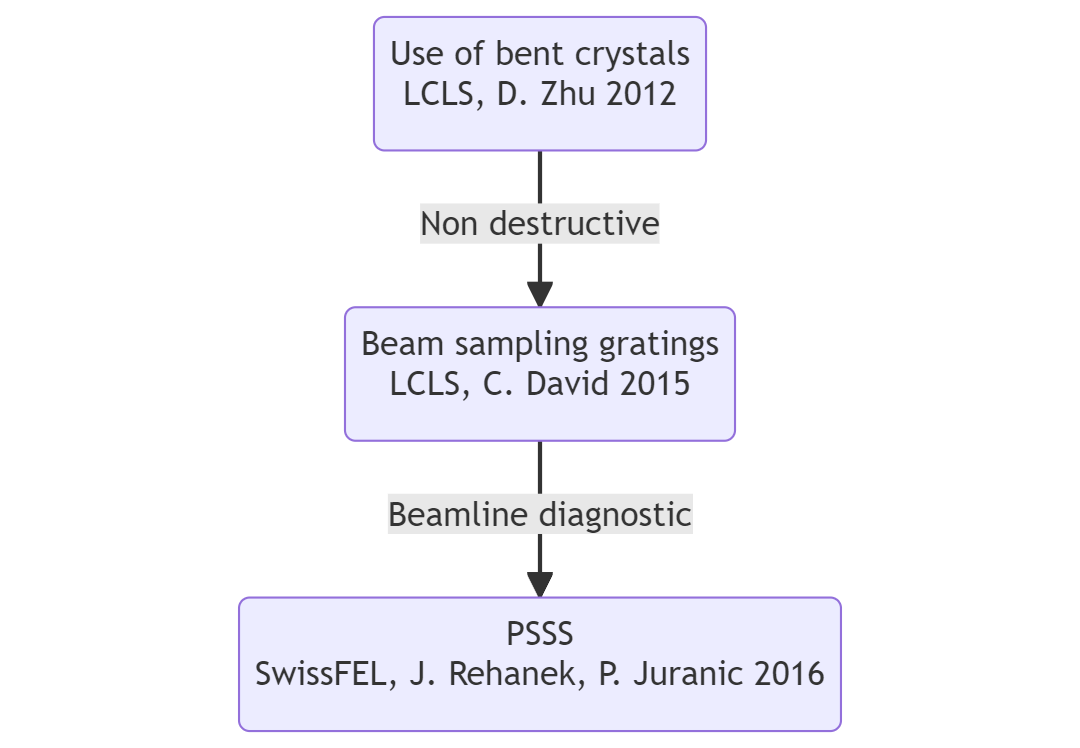 Use of bent crystals
LCLS, D. Zhu 2012
Non destructive
Beam sampling gratings
LCLS, C. David 2015
Beamline diagnostic
PSSS
SwissFEL, J. Rehanek, P. Juranic 2016